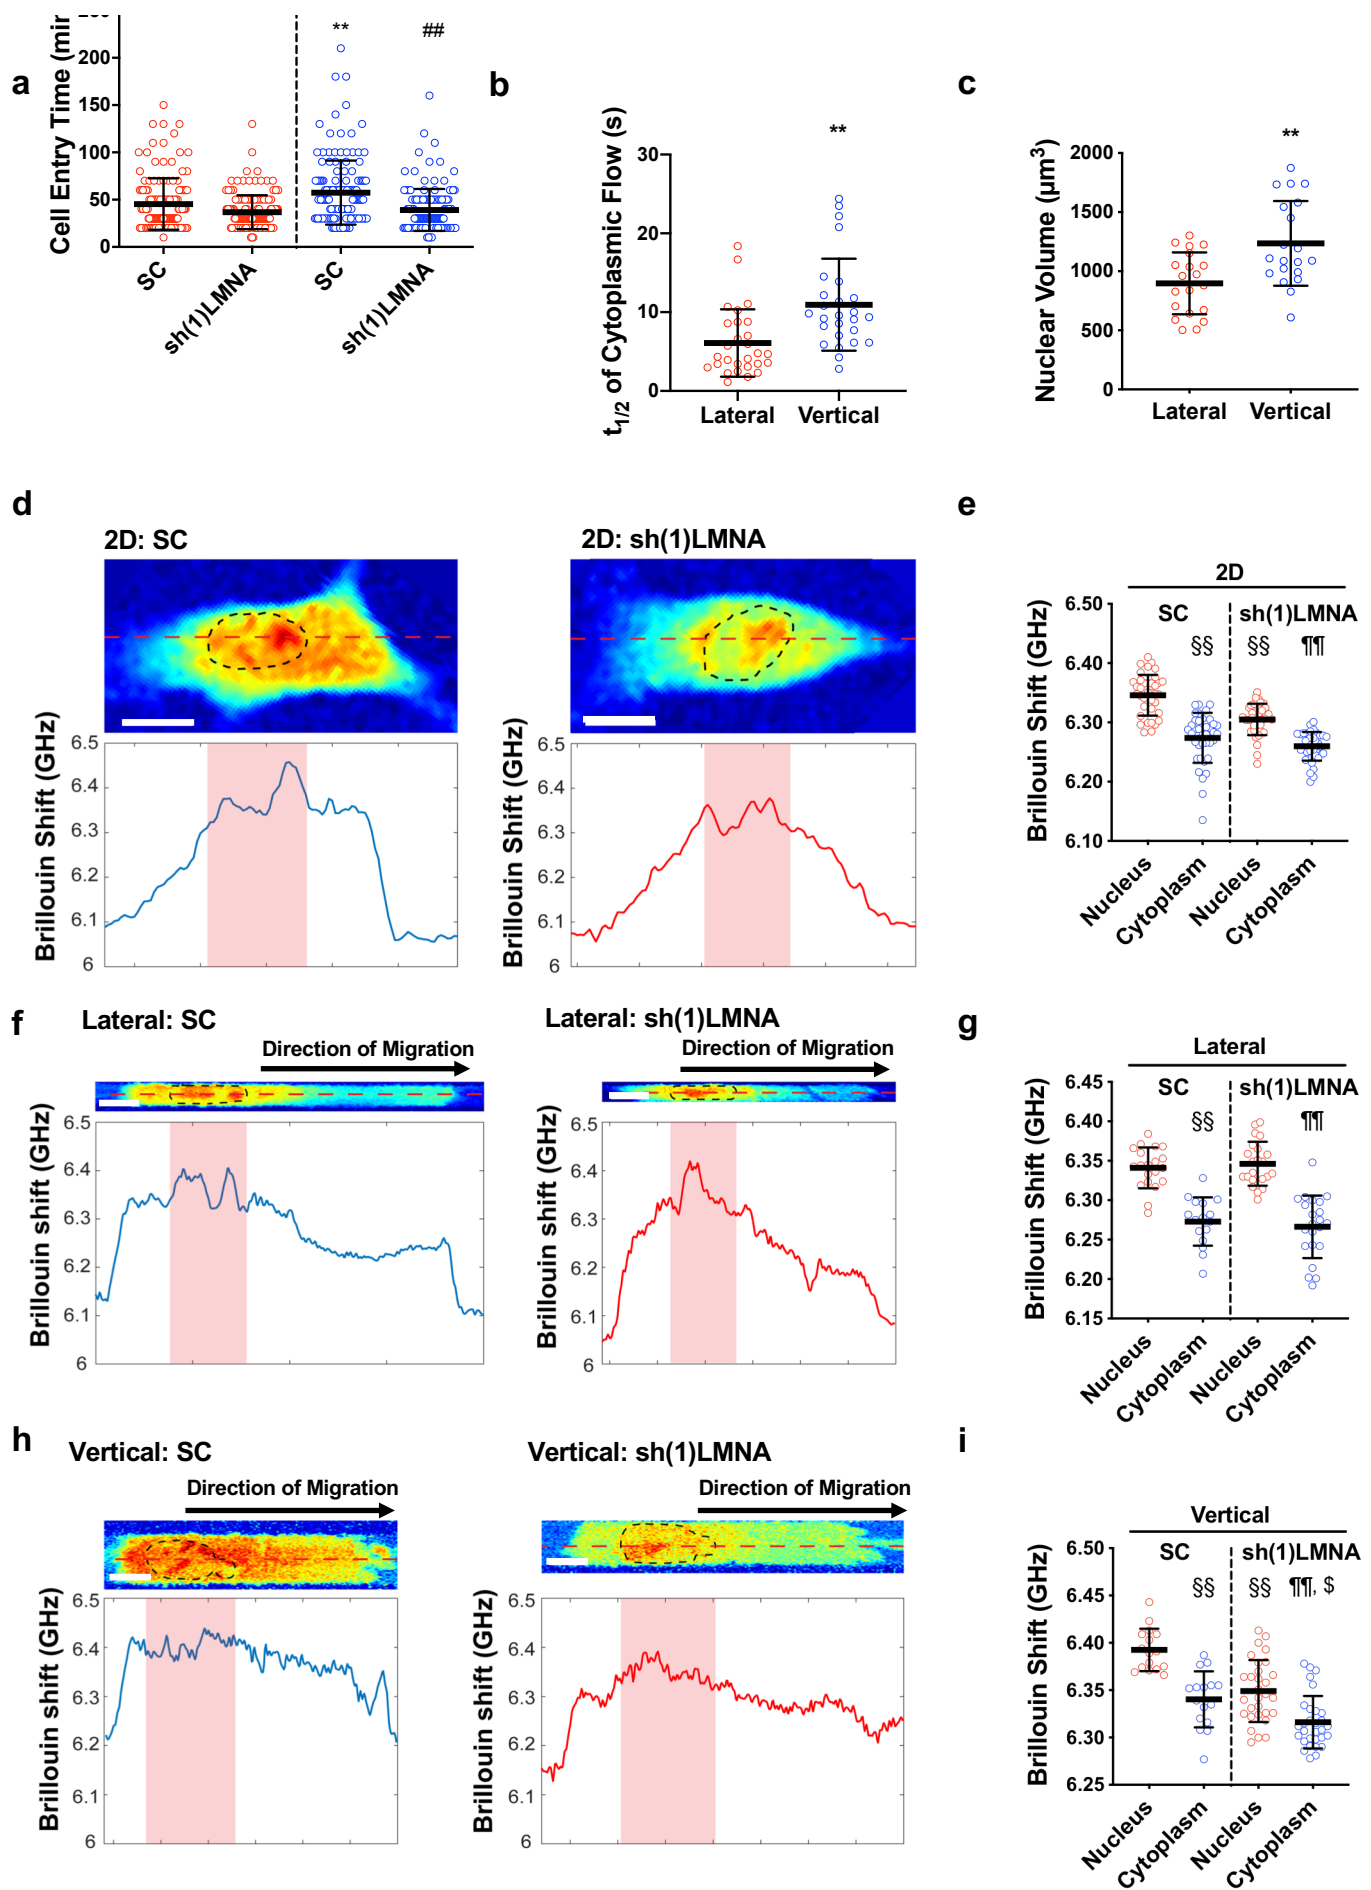 a
Cell Entry Time (min
200
150
100
50
0
**
##
SC
sh(1)LMNA
SC
sh(1)LMNA
b
t1/2 of Cytoplasmic Flow (s)
30
20
10
0
**
Lateral
Vertical
c
Nuclear Volume (µm³)
2000
1500
1000
500
0
**
Lateral
Vertical
d
2D: SC
Brillouin Shift (GHz)
6.5
6.4
6.3
6.2
6.1
6
2D: sh(1)LMNA
Brillouin Shift (GHz)
6.5
6.4
6.3
6.2
6.1
6
e
2D
SC
sh(1)LMNA
§§
§§
¶¶
Brillouin Shift (GHz)
6.50
6.40
6.30
6.20
6.10
Nucleus
Cytoplasm
Nucleus
Cytoplasm
f
Lateral: SC
Direction of Migration
Brillouin shift (GHz)
6.5
6.4
6.3
6.2
6.1
6
Lateral: sh(1)LMNA
Direction of Migration
Brillouin shift (GHz)
6.5
6.4
6.3
6.2
6.1
6
g
Lateral
SC
sh(1)LMNA
§§
¶¶
Brillouin Shift (GHz)
6.45
6.40
6.35
6.30
6.25
6.20
6.15
Nucleus
Cytoplasm
Nucleus
Cytoplasm
h
Vertical: SC
Direction of Migration
Brillouin shift (GHz)
6.5
6.4
6.3
6.2
6.1
6
Vertical: sh(1)LMNA
Direction of Migration
Brillouin shift (GHz)
6.5
6.4
6.3
6.2
6.1
6
i
Vertical
SC
sh(1)LMNA
§§
§§
¶¶, $
Brillouin Shift (GHz)
6.50
6.45
6.40
6.35
6.30
6.25
Nucleus
Cytoplasm
Nucleus
Cytoplasm